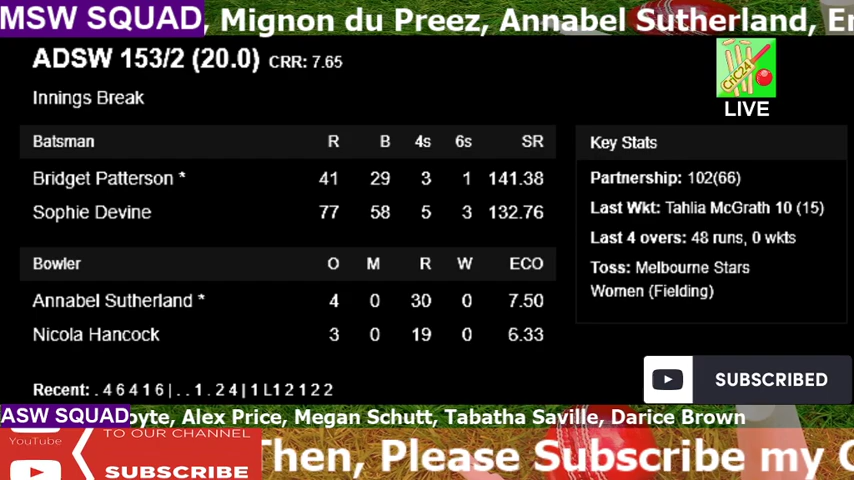 MSW SQUAD, Mignon du Preez, Annabel Sutherland, Er
ADSW 153/2 (20.0) CRR: 7.65
CriC24
LIVE
Innings Break
Batsman R B 4s 6s SR
Bridget Patterson * 41 29 3 1 141.38
Sophie Devine 77 58 5 3 132.76
Bowler O M R W ECO
Annabel Sutherland * 4 0 30 0 7.50
Nicola Hancock 3 0 19 0 6.33
Recent: . 4 6 4 1 6 | . . 1 . 2 4 | 1 L1 2 1 2 2
Key Stats
Partnership: 102(66)
Last Wkt: Tahlia McGrath 10 (15)
Last 4 overs: 48 runs, 0 wkts
Toss: Melbourne Stars
Women (Fielding)
SUBSCRIBED
ASW SQUAD oyte, Alex Price, Megan Schutt, Tabatha Saville, Darice Brown
YouTube
TO OUR CHANNEL
SUBSCRIBE
Then, Please Subscribe my C